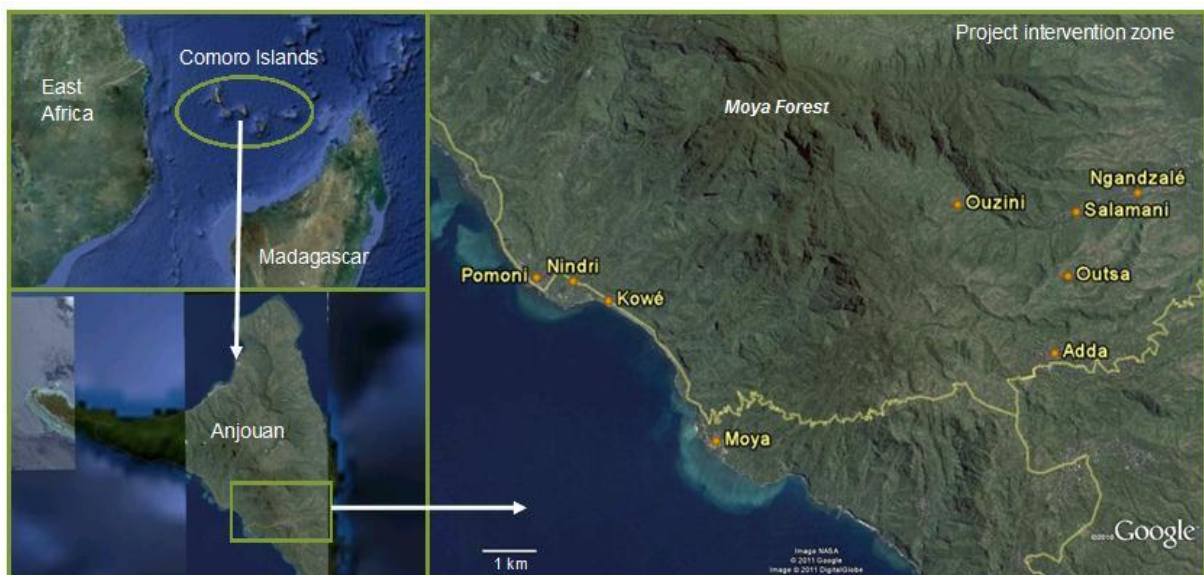 Comoro Islands
East
Africa
Madagascar
Anjouan
Project intervention zone
Moya Forest
Ngandzalé
Ouzini
Salamani
Pomoni
Nindri
Outsa
Kowé
Adda
Moya
1 km
Image NASA
© 2011 Google
Image © 2011 DigitalGlobe
©2010 Google